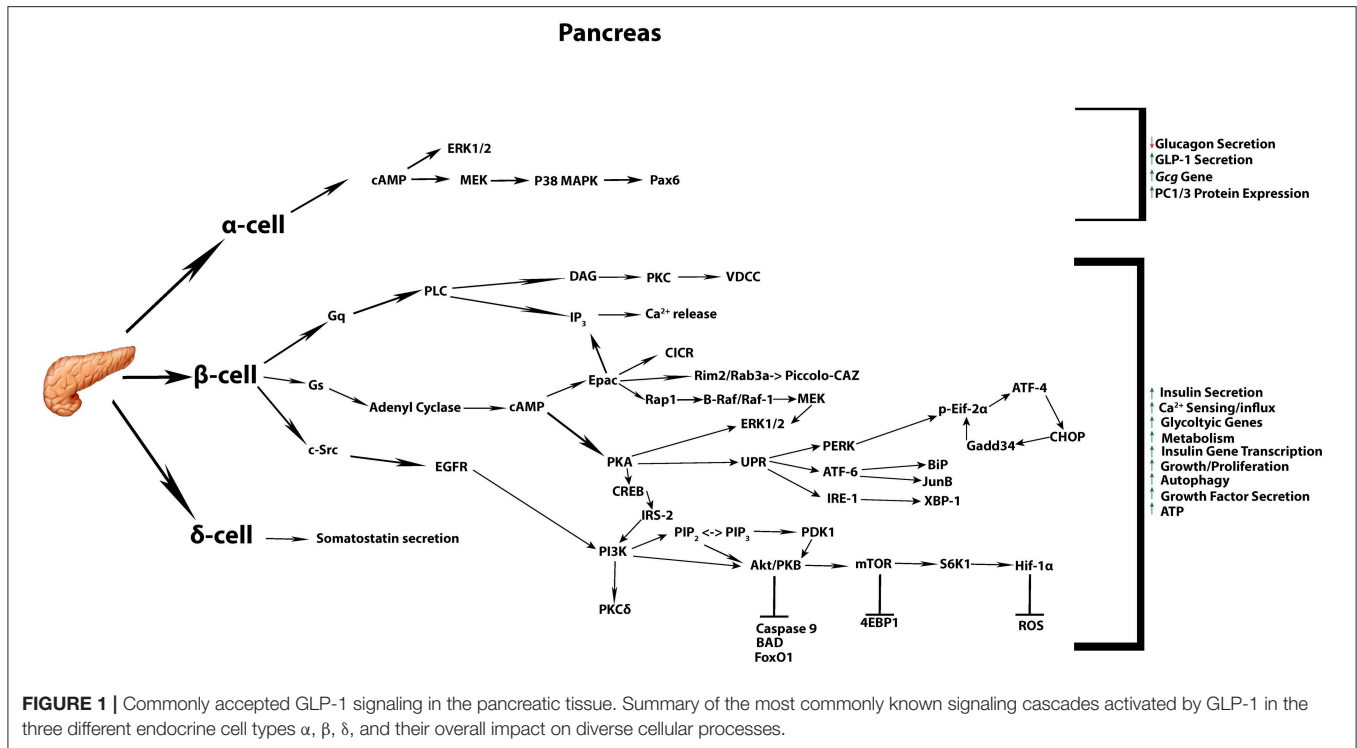 Pancreas
ERK1/2
cAMP
MEK
P38 MAPK
Pax6
α-cell
↓Glucagon Secretion
↑GLP-1 Secretion
↑Gcg Gene
↑PC1/3 Protein Expression
DAG
PKC
VDCC
PLC
Gq
IP3
Ca2+ release
β-cell
Gs
Adenyl Cyclase
cAMP
Epac
CICR
Rim2/Rab3a-> Piccolo-CAZ
Rap1
B-Raf/Raf-1
MEK
ERK1/2
c-Src
EGFR
PKA
UPR
PERK
p-Eif-2α
ATF-4
CHOP
Gadd34
ATF-6
BiP
JunB
IRE-1
XBP-1
CREB
IRS-2
δ-cell
Somatostatin secretion
PI3K
PIP2 <-> PIP3
PDK1
Akt/PKB
mTOR
S6K1
Hif-1α
PKCδ
Caspase 9
BAD
FoxO1
4EBP1
ROS
↑ Insulin Secretion
↑ Ca2+ Sensing/influx
↑ Glycoltyic Genes
↑ Metabolism
↑ Insulin Gene Transcription
↑ Growth/Proliferation
↑ Autophagy
↑ Growth Factor Secretion
↑ ATP
FIGURE 1 | Commonly accepted GLP-1 signaling in the pancreatic tissue. Summary of the most commonly known signaling cascades activated by GLP-1 in the
three different endocrine cell types α, β, δ, and their overall impact on diverse cellular processes.